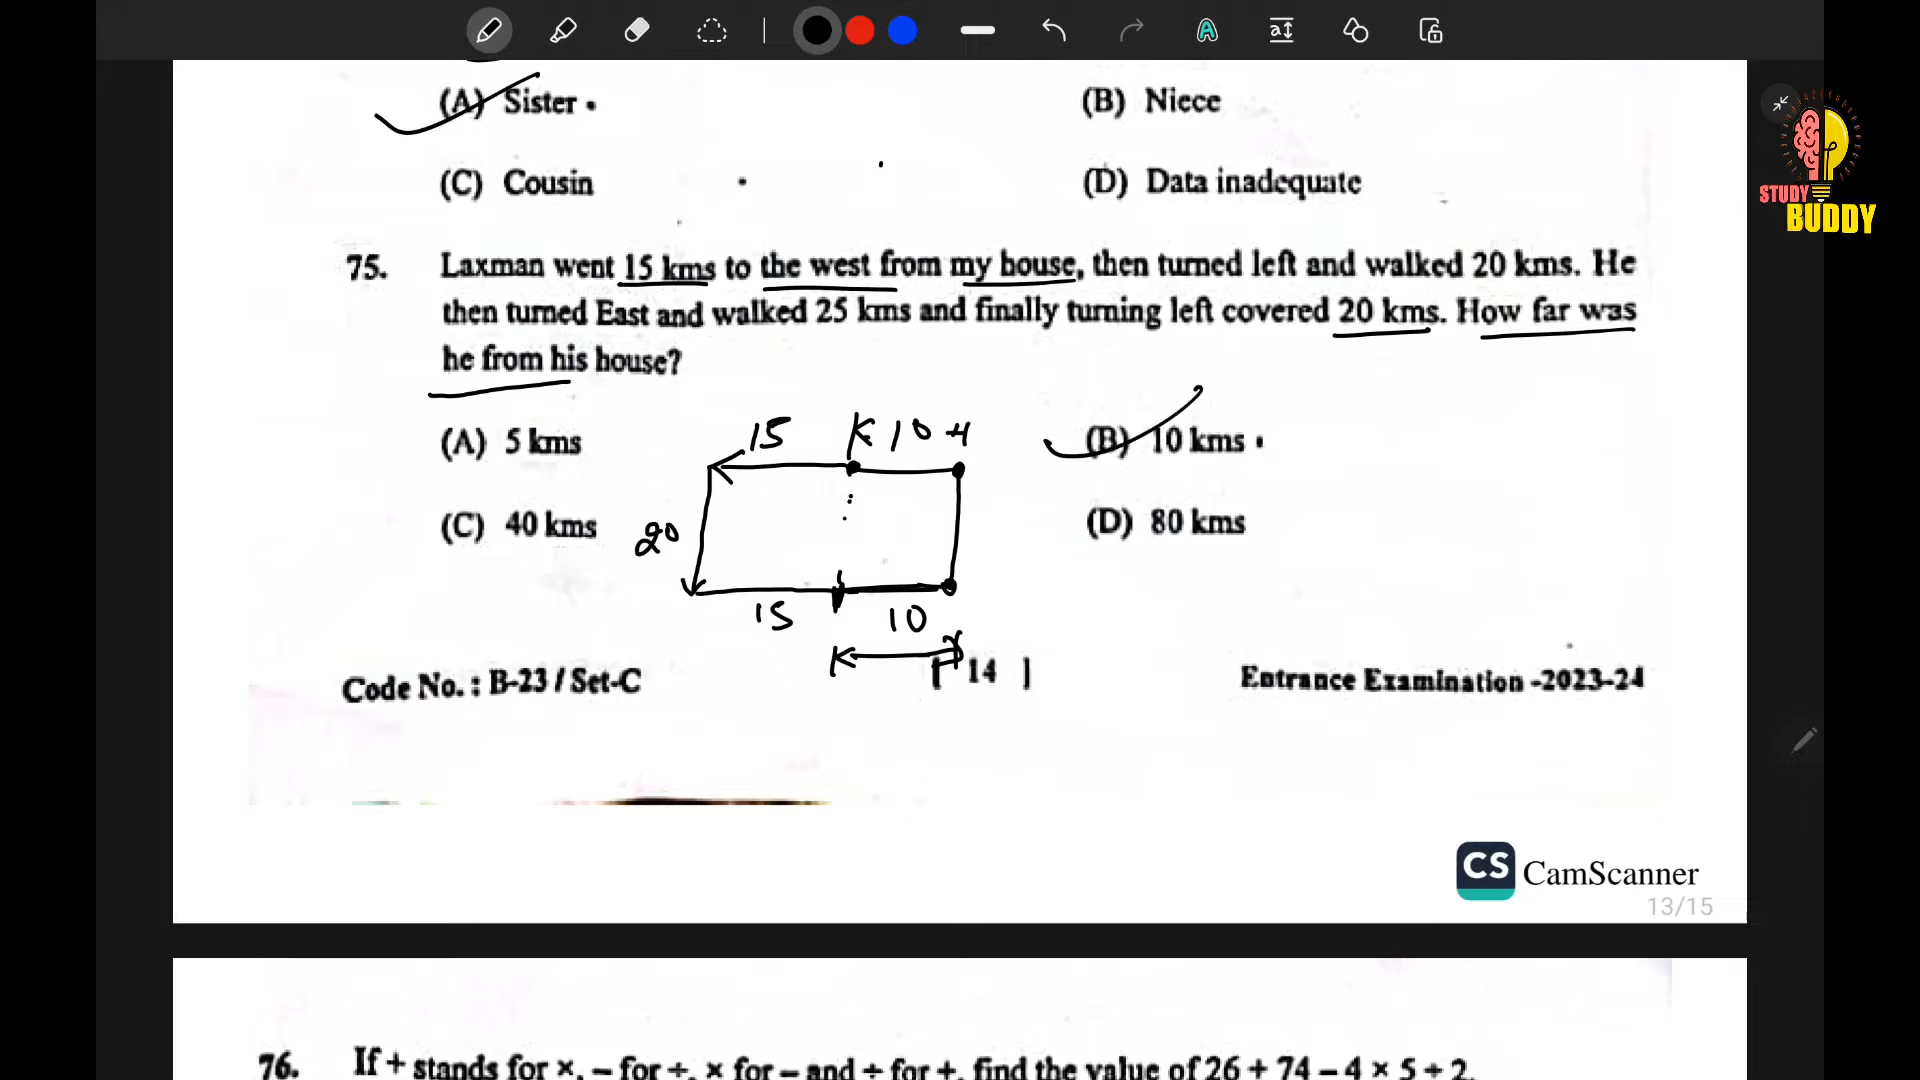 (A) Sister
(B) Niece
(C) Cousin
(D) Data inadequate
STUDY
BUDDY
75. Laxman went 15 kms to the west from my house, then turned left and walked 20 kms. He
then turned East and walked 25 kms and finally turning left covered 20 kms. How far was
he from his house?
(A) 5 kms
(B) 10 kms
(C) 40 kms
(D) 80 kms
15
10
20
15
10
Code No. : B-23 / Set-C
[ 14 ]
Entrance Examination -2023-24
CS CamScanner
13/15
76. If + stands for ×, − for ÷, × for − and ÷ for +, find the value of 26 + 74 − 4 × 5 ÷ 2.